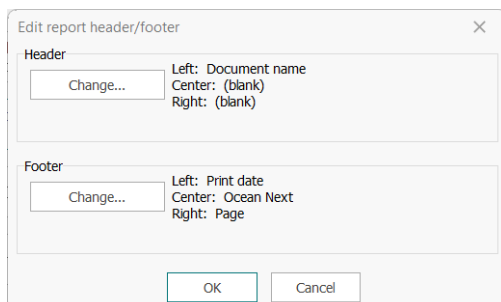 Edit report header/footer
Header
Change...
Left: Document name
Center: (blank)
Right: (blank)
Footer
Change...
Left: Print date
Center: Ocean Next
Right: Page
OK
Cancel